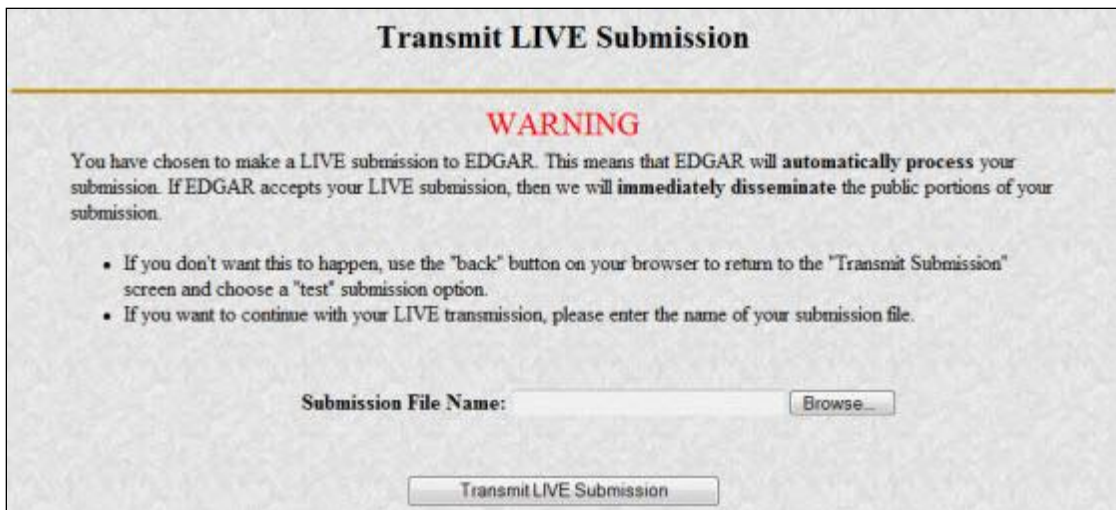 Transmit LIVE Submission
WARNING
You have chosen to make a LIVE submission to EDGAR. This means that EDGAR will automatically process your
submission. If EDGAR accepts your LIVE submission, then we will immediately disseminate the public portions of your
submission.
• If you don't want this to happen, use the "back" button on your browser to return to the "Transmit Submission"
screen and choose a "test" submission option.
• If you want to continue with your LIVE transmission, please enter the name of your submission file.
Submission File Name: Browse...
Transmit LIVE Submission